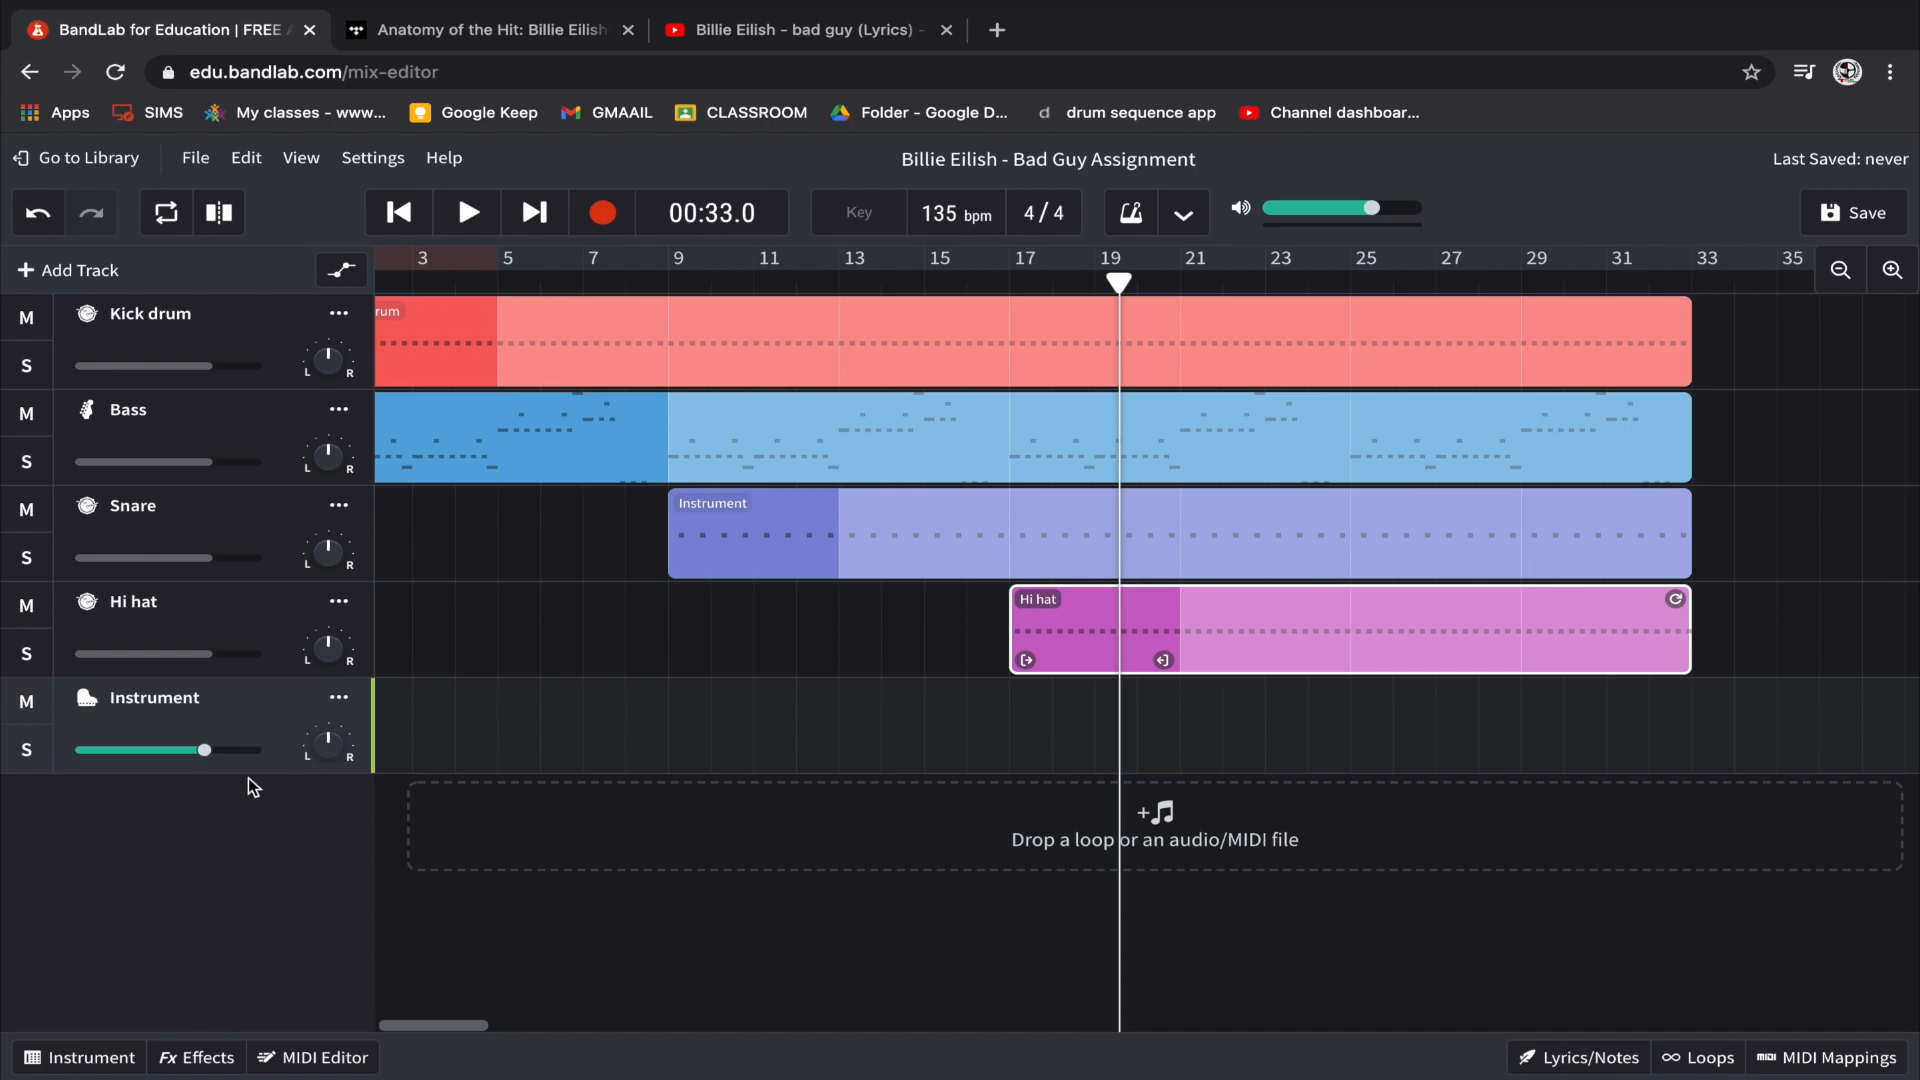 BandLab for Education | FREE
Anatomy of the Hit: Billie Eilish
Billie Eilish - bad guy (Lyrics)
edu.bandlab.com/mix-editor
Apps
SIMS
My classes - www...
Google Keep
GMAAIL
CLASSROOM
Folder - Google D...
drum sequence app
Channel dashboar...
Go to Library
File
Edit
View
Settings
Help
Billie Eilish - Bad Guy Assignment
Last Saved: never
00:33.0
Key
135 bpm
4 / 4
Save
+ Add Track
3 5 7 9 11 13 15 17 19 21 23 25 27 29 31 33 35
M
Kick drum
S
L R
rum
M
Bass
S
L R
M
Snare
S
L R
Instrument
M
Hi hat
S
L R
Hi hat
M
Instrument
S
L R
Drop a loop or an audio/MIDI file
Instrument
Fx Effects
MIDI Editor
Lyrics/Notes
Loops
MIDI Mappings